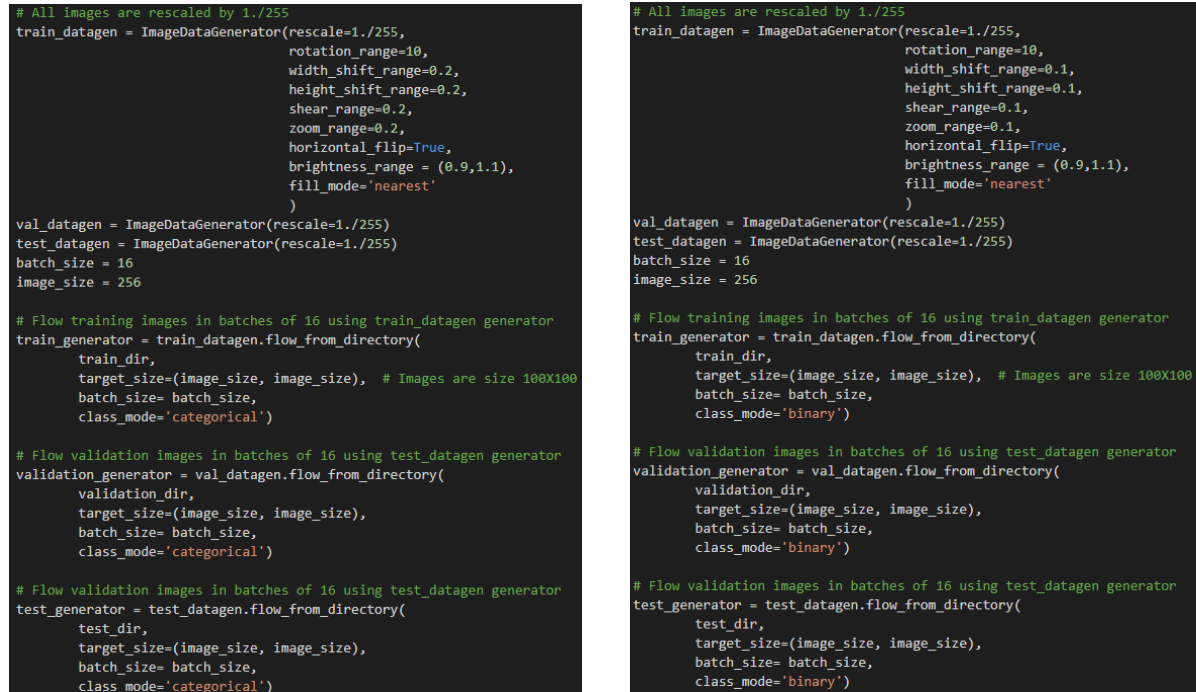 # All images are rescaled by 1./255
train_datagen = ImageDataGenerator(rescale=1./255,
rotation_range=10,
width_shift_range=0.2,
height_shift_range=0.2,
shear_range=0.2,
zoom_range=0.2,
horizontal_flip=True,
brightness_range = (0.9,1.1),
fill_mode='nearest'
)
val_datagen = ImageDataGenerator(rescale=1./255)
test_datagen = ImageDataGenerator(rescale=1./255)
batch_size = 16
image_size = 256
# Flow training images in batches of 16 using train_datagen generator
train_generator = train_datagen.flow_from_directory(
train_dir,
target_size=(image_size, image_size),  # Images are size 100X100
batch_size= batch_size,
class_mode='categorical')
# Flow validation images in batches of 16 using test_datagen generator
validation_generator = val_datagen.flow_from_directory(
validation_dir,
target_size=(image_size, image_size),
batch_size= batch_size,
class_mode='categorical')
# Flow validation images in batches of 16 using test_datagen generator
test_generator = test_datagen.flow_from_directory(
test_dir,
target_size=(image_size, image_size),
batch_size= batch_size,
class_mode='categorical')
# All images are rescaled by 1./255
train_datagen = ImageDataGenerator(rescale=1./255,
rotation_range=10,
width_shift_range=0.1,
height_shift_range=0.1,
shear_range=0.1,
zoom_range=0.1,
horizontal_flip=True,
brightness_range = (0.9,1.1),
fill_mode='nearest'
)
val_datagen = ImageDataGenerator(rescale=1./255)
test_datagen = ImageDataGenerator(rescale=1./255)
batch_size = 16
image_size = 256
# Flow training images in batches of 16 using train_datagen generator
train_generator = train_datagen.flow_from_directory(
train_dir,
target_size=(image_size, image_size),  # Images are size 100X100
batch_size= batch_size,
class_mode='binary')
# Flow validation images in batches of 16 using test_datagen generator
validation_generator = val_datagen.flow_from_directory(
validation_dir,
target_size=(image_size, image_size),
batch_size= batch_size,
class_mode='binary')
# Flow validation images in batches of 16 using test_datagen generator
test_generator = test_datagen.flow_from_directory(
test_dir,
target_size=(image_size, image_size),
batch_size= batch_size,
class_mode='binary')